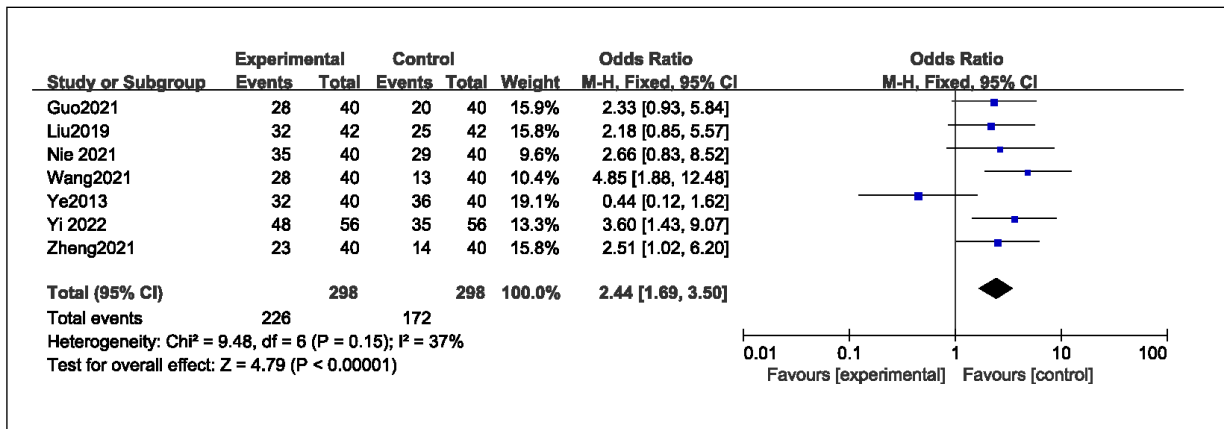 Experimental Control Odds Ratio Odds Ratio
Study or Subgroup Events Total Events Total Weight M-H, Fixed, 95% CI M-H, Fixed, 95% CI
Guo2021 28 40 20 40 15.9% 2.33 [0.93, 5.84]
Liu2019 32 42 25 42 15.8% 2.18 [0.85, 5.57]
Nie 2021 35 40 29 40 9.6% 2.66 [0.83, 8.52]
Wang2021 28 40 13 40 10.4% 4.85 [1.88, 12.48]
Ye2013 32 40 36 40 19.1% 0.44 [0.12, 1.62]
Yi 2022 48 56 35 56 13.3% 3.60 [1.43, 9.07]
Zheng2021 23 40 14 40 15.8% 2.51 [1.02, 6.20]
Total (95% CI) 298 298 100.0% 2.44 [1.69, 3.50]
Total events 226 172
Heterogeneity: Chi² = 9.48, df = 6 (P = 0.15); I² = 37%
Test for overall effect: Z = 4.79 (P < 0.00001)
0.01 0.1 1 10 100
Favours [experimental] Favours [control]